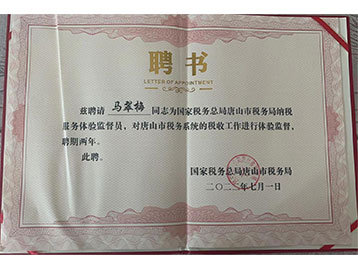 聘书
LETTER OF APPOINTMENT
兹聘请 马翠梅 同志为国家税务总局唐山市税务局纳税
服务体验监督员，对唐山市税务系统的税收工作进行体验监督，
聘期两年。
此聘。
国家税务总局唐山市税务局
二〇二二年七月一日